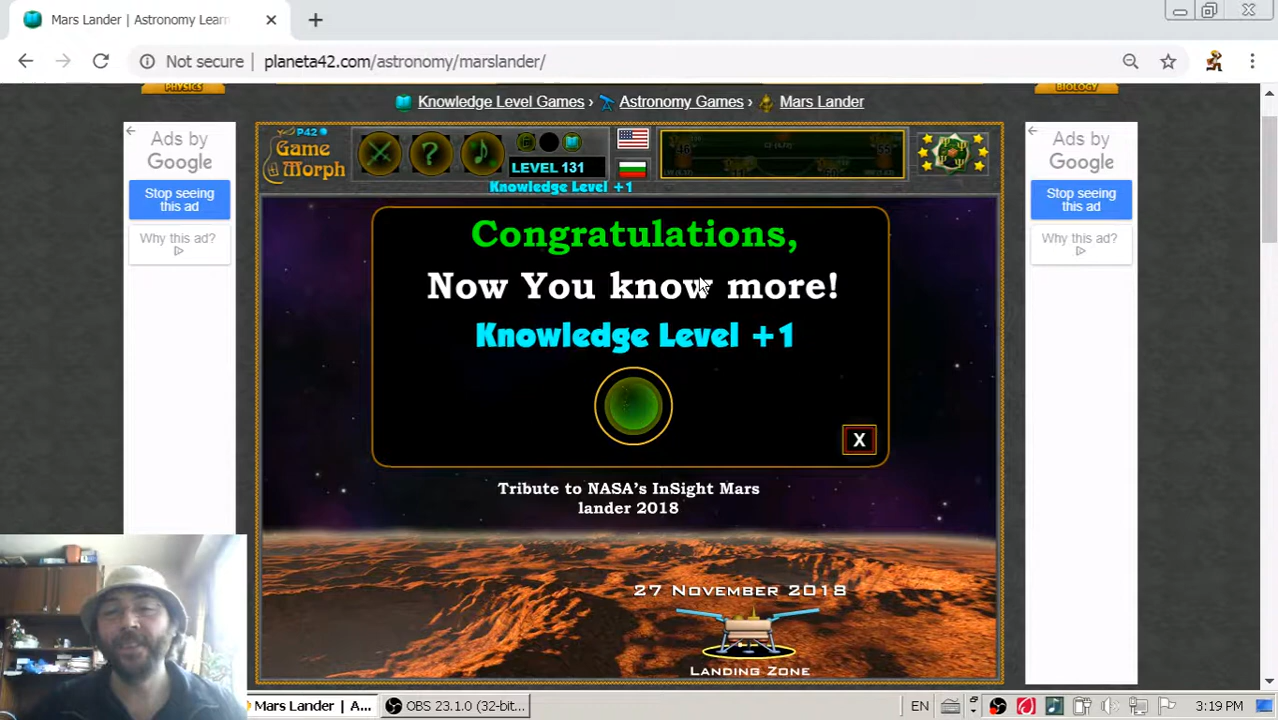 Mars Lander | Astronomy Lear
Not secure | planeta42.com/astronomy/marslander/
PHYSICS
BIOLOGY
Knowledge Level Games › Astronomy Games › Mars Lander
Ads by Google
Stop seeing this ad
Why this ad?
P42
Game Morph
?
LEVEL 131
Knowledge Level +1
Congratulations,
Now You know more!
Knowledge Level +1
X
Tribute to NASA's InSight Mars
lander 2018
27 NOVEMBER 2018
LANDING ZONE
Ads by Google
Stop seeing this ad
Why this ad?
Mars Lander | A...
OBS 23.1.0 (32-bit...
EN
3:19 PM